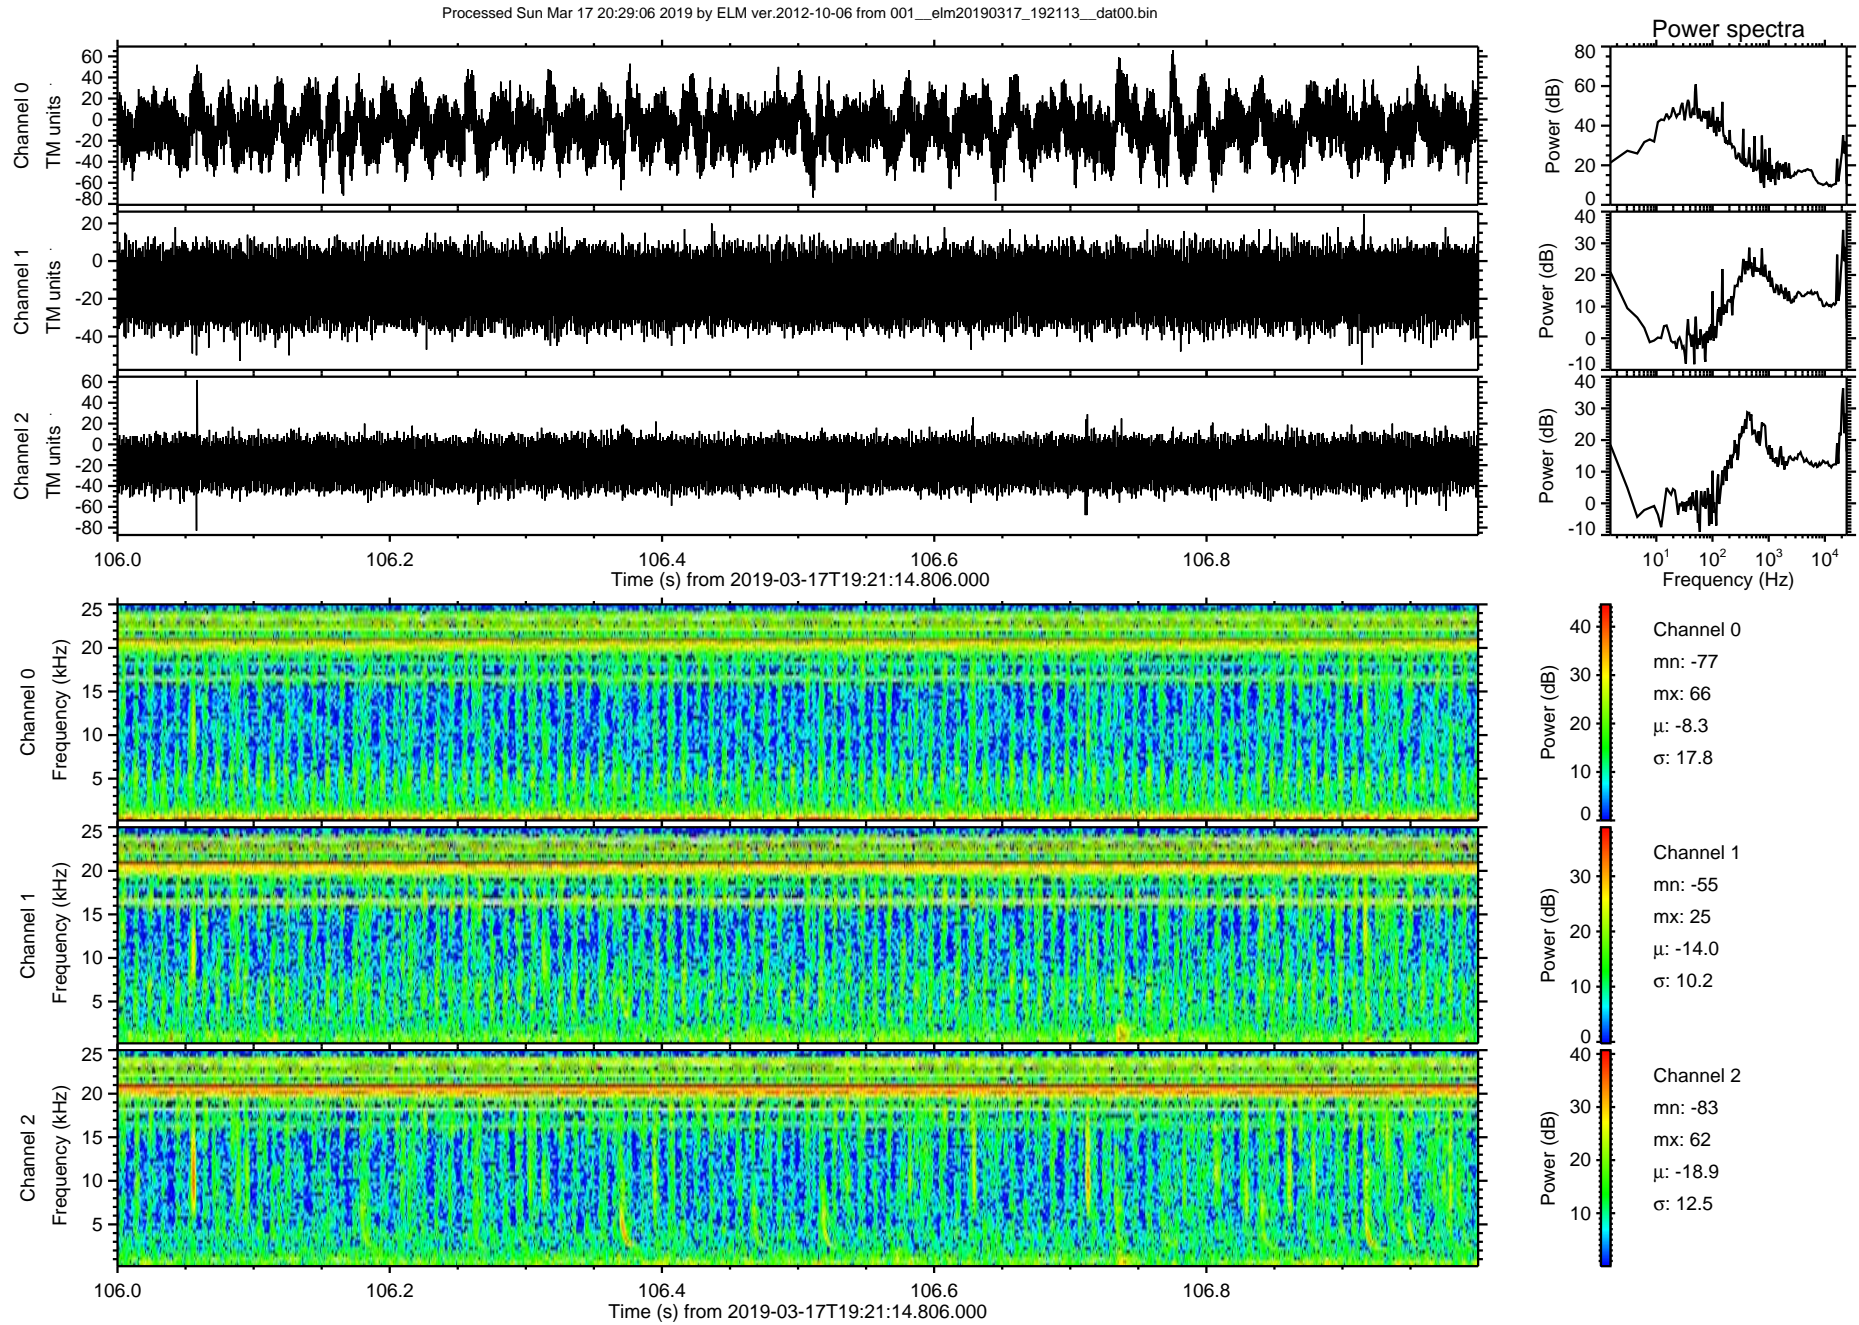 Processed Sun Mar 17 20:29:06 2019 by ELM ver.2012-10-06 from 001__elm20190317_192113__dat00.bin
Power spectra
Channel 0
TM units
60
40
20
0
-20
-40
-60
-80
Power (dB)
80
60
40
20
0
Channel 1
TM units
20
0
-20
-40
Power (dB)
40
30
20
10
0
-10
Channel 2
TM units
60
40
20
0
-20
-40
-60
-80
Power (dB)
40
30
20
10
0
-10
106.0 106.2 106.4 106.6 106.8
Time (s) from 2019-03-17T19:21:14.806.000
10^1 10^2 10^3 10^4
Frequency (Hz)
Channel 0
Frequency (kHz)
25
20
15
10
5
Power (dB)
40
30
20
10
0
Channel 0
mn: -77
mx: 66
μ: -8.3
σ: 17.8
Channel 1
Frequency (kHz)
25
20
15
10
5
Power (dB)
30
20
10
0
Channel 1
mn: -55
mx: 25
μ: -14.0
σ: 10.2
Channel 2
Frequency (kHz)
25
20
15
10
5
Power (dB)
40
30
20
10
Channel 2
mn: -83
mx: 62
μ: -18.9
σ: 12.5
106.0 106.2 106.4 106.6 106.8
Time (s) from 2019-03-17T19:21:14.806.000